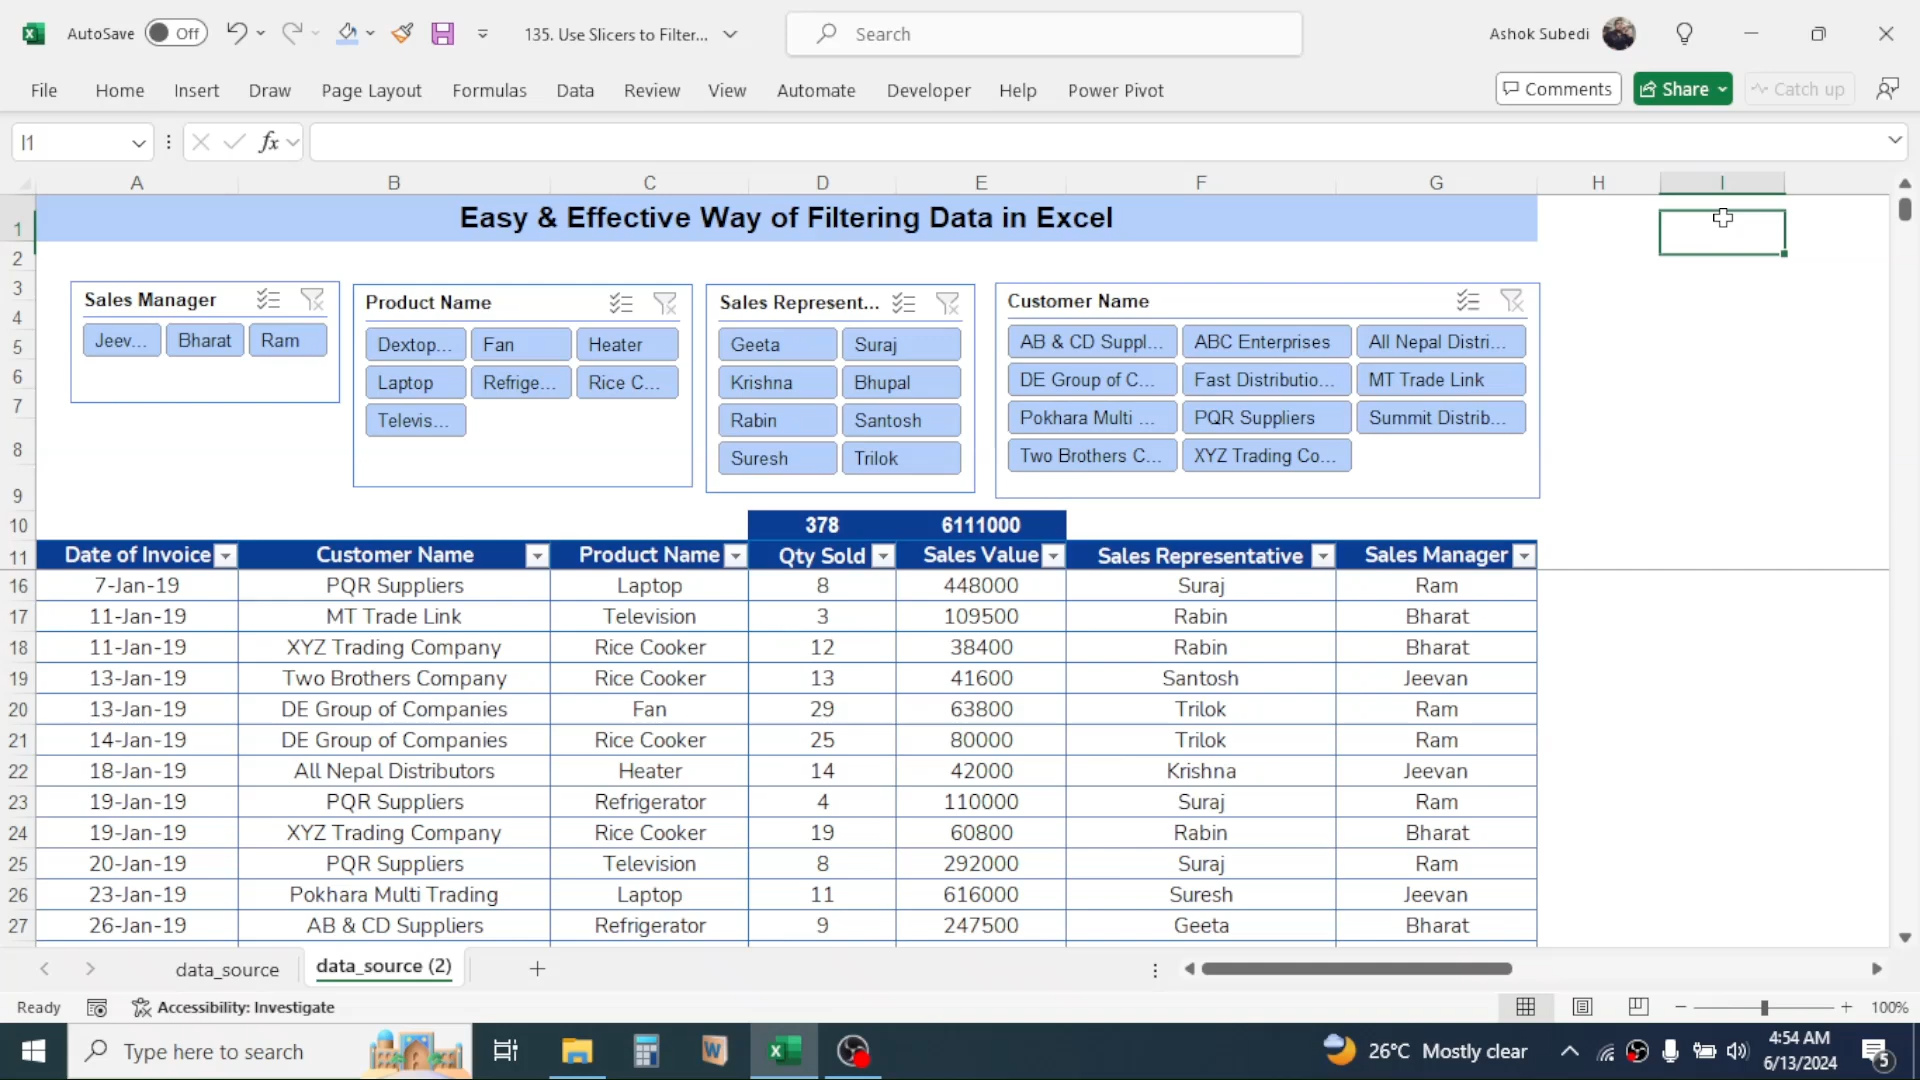 AutoSave Off 135. Use Slicers to Filter... Search Ashok Subedi
File Home Insert Draw Page Layout Formulas Data Review View Automate Developer Help Power Pivot Comments Share Catch up
I1 fx
A B C D E F G H I
1 Easy & Effective Way of Filtering Data in Excel
2
3
4
5
6
7
8
9
Sales Manager
Jeev... Bharat Ram
Product Name
Dextop... Fan Heater
Laptop Refrige... Rice C...
Televis...
Sales Represent...
Geeta Suraj
Krishna Bhupal
Rabin Santosh
Suresh Trilok
Customer Name
AB & CD Suppl... ABC Enterprises All Nepal Distri...
DE Group of C... Fast Distributio... MT Trade Link
Pokhara Multi ... PQR Suppliers Summit Distrib...
Two Brothers C... XYZ Trading Co...
10 378 6111000
11 Date of Invoice Customer Name Product Name Qty Sold Sales Value Sales Representative Sales Manager
16 7-Jan-19 PQR Suppliers Laptop 8 448000 Suraj Ram
17 11-Jan-19 MT Trade Link Television 3 109500 Rabin Bharat
18 11-Jan-19 XYZ Trading Company Rice Cooker 12 38400 Rabin Bharat
19 13-Jan-19 Two Brothers Company Rice Cooker 13 41600 Santosh Jeevan
20 13-Jan-19 DE Group of Companies Fan 29 63800 Trilok Ram
21 14-Jan-19 DE Group of Companies Rice Cooker 25 80000 Trilok Ram
22 18-Jan-19 All Nepal Distributors Heater 14 42000 Krishna Jeevan
23 19-Jan-19 PQR Suppliers Refrigerator 4 110000 Suraj Ram
24 19-Jan-19 XYZ Trading Company Rice Cooker 19 60800 Rabin Bharat
25 20-Jan-19 PQR Suppliers Television 8 292000 Suraj Ram
26 23-Jan-19 Pokhara Multi Trading Laptop 11 616000 Suresh Jeevan
27 26-Jan-19 AB & CD Suppliers Refrigerator 9 247500 Geeta Bharat
data_source data_source (2)
Ready Accessibility: Investigate 100%
Type here to search 26°C Mostly clear 4:54 AM
6/13/2024 5